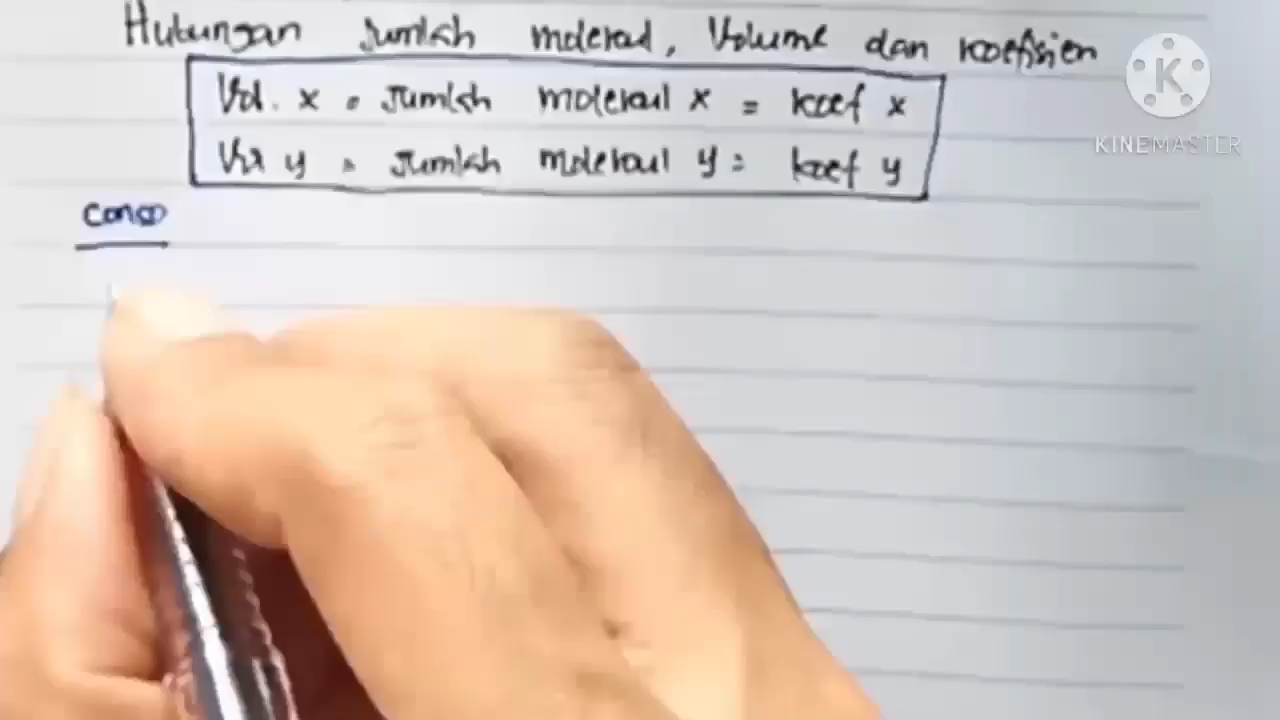 Hubungan Jumlah molekul, Volume dan koefisien
Vol. x = Jumlah molekul x = koef x
Vol y = Jumlah molekul y = koef y
Contoh
K
KINEMASTER